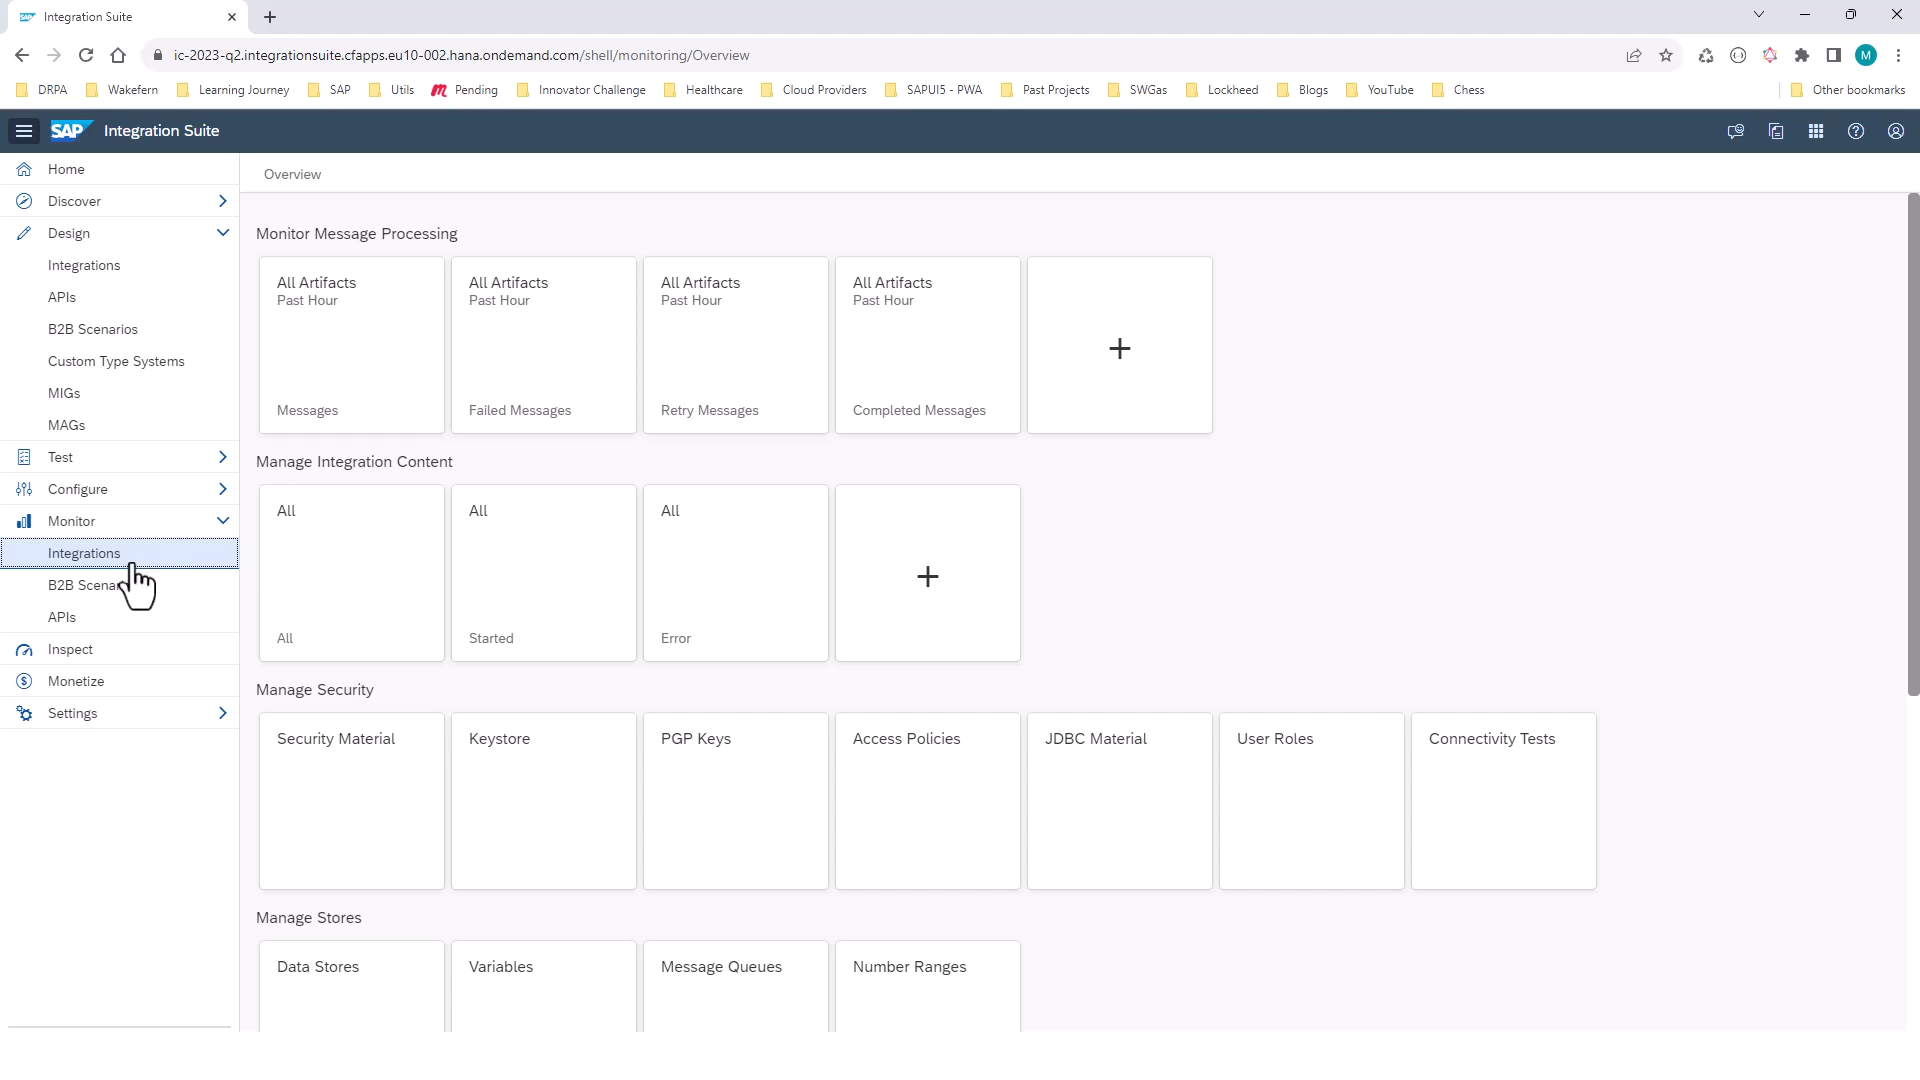 Integration Suite
ic-2023-q2.integrationsuite.cfapps.eu10-002.hana.ondemand.com/shell/monitoring/Overview
M
DRPA Wakefern Learning Journey SAP Utils Pending Innovator Challenge Healthcare Cloud Providers SAPUI5 - PWA Past Projects SWGas Lockheed Blogs YouTube Chess Other bookmarks
SAP Integration Suite
Home
Discover
Design
Integrations
APIs
B2B Scenarios
Custom Type Systems
MIGs
MAGs
Test
Configure
Monitor
Integrations
B2B Scenar
APIs
Inspect
Monetize
Settings
Overview
Monitor Message Processing
All Artifacts All Artifacts All Artifacts All Artifacts
Past Hour Past Hour Past Hour Past Hour
Messages Failed Messages Retry Messages Completed Messages
Manage Integration Content
All All All
All Started Error
Manage Security
Security Material Keystore PGP Keys Access Policies JDBC Material User Roles Connectivity Tests
Manage Stores
Data Stores Variables Message Queues Number Ranges